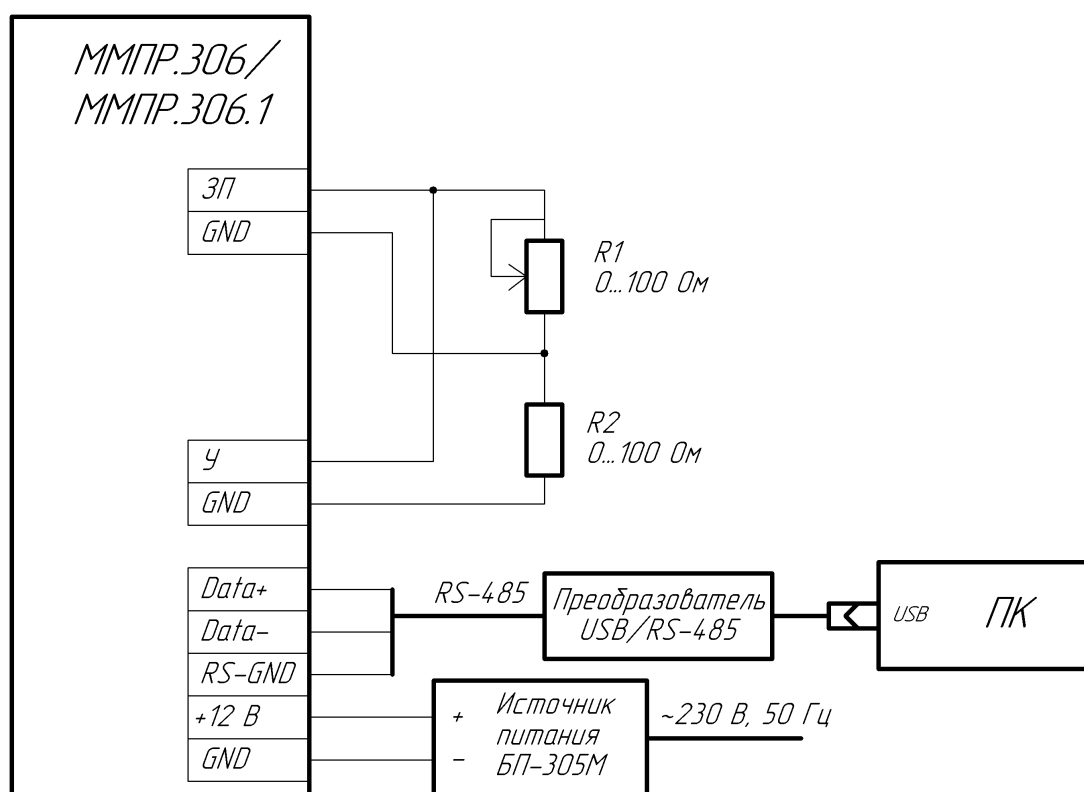 ММПР.306/
ММПР.306.1
ЗП
GND
R1
0...100 Ом
R2
0...100 Ом
У
GND
Data+
Data-
RS-GND
+12 В
GND
RS-485
Преобразователь
USB/RS-485
USB
ПК
+
-
Источник
питания
БП-305М
~230 В, 50 Гц